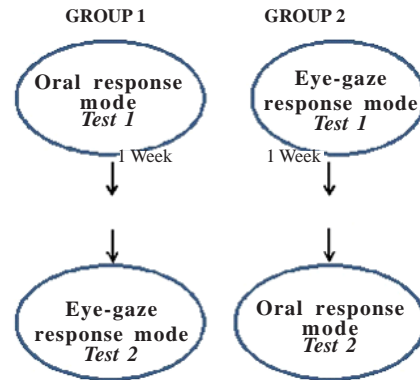 GROUP 1
Oral response
mode
Test 1
1 Week
Eye-gaze
response mode
Test 2
GROUP 2
Eye-gaze
response mode
Test 1
1 Week
Oral response
mode
Test 2